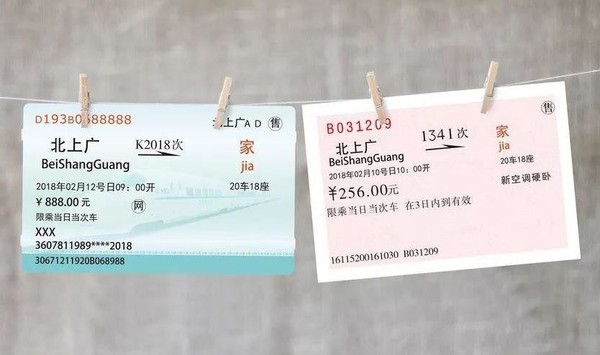 D193B0688888
北上广A D 售
北上广 K2018次 家
BeiShangGuang jia
2018年02月12号日09:00开 20车18座
￥888.00元 网
限乘当日当次车
XXX
3607811989****2018
30671211920B068988
B031209 售
北上广 1341次 家
BeiShangGuang jia
2018年02月10号日10:00开 20车18座
￥256.00元 新空调硬卧
限乘当日当次车 在3日内到有效
16115200161030 B031209